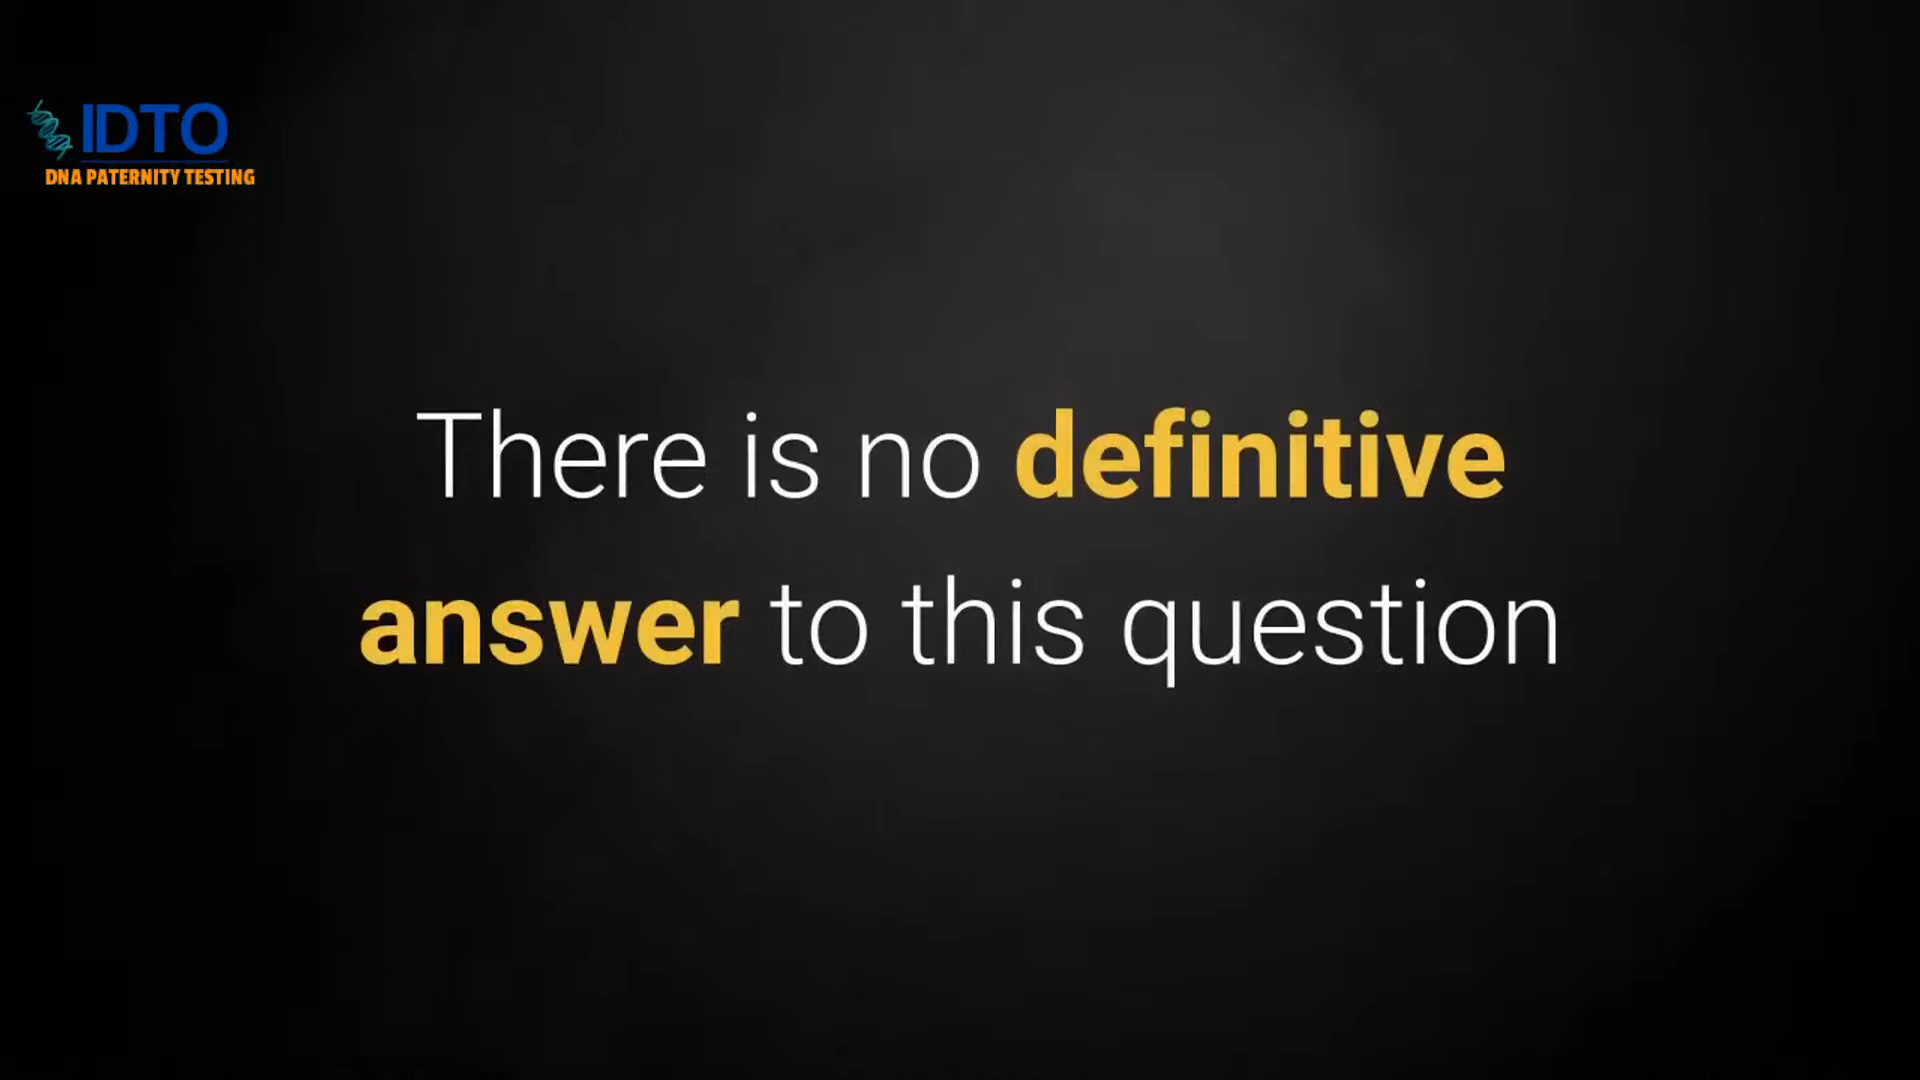 IDTO
DNA PATERNITY TESTING
There is no definitive
answer to this question